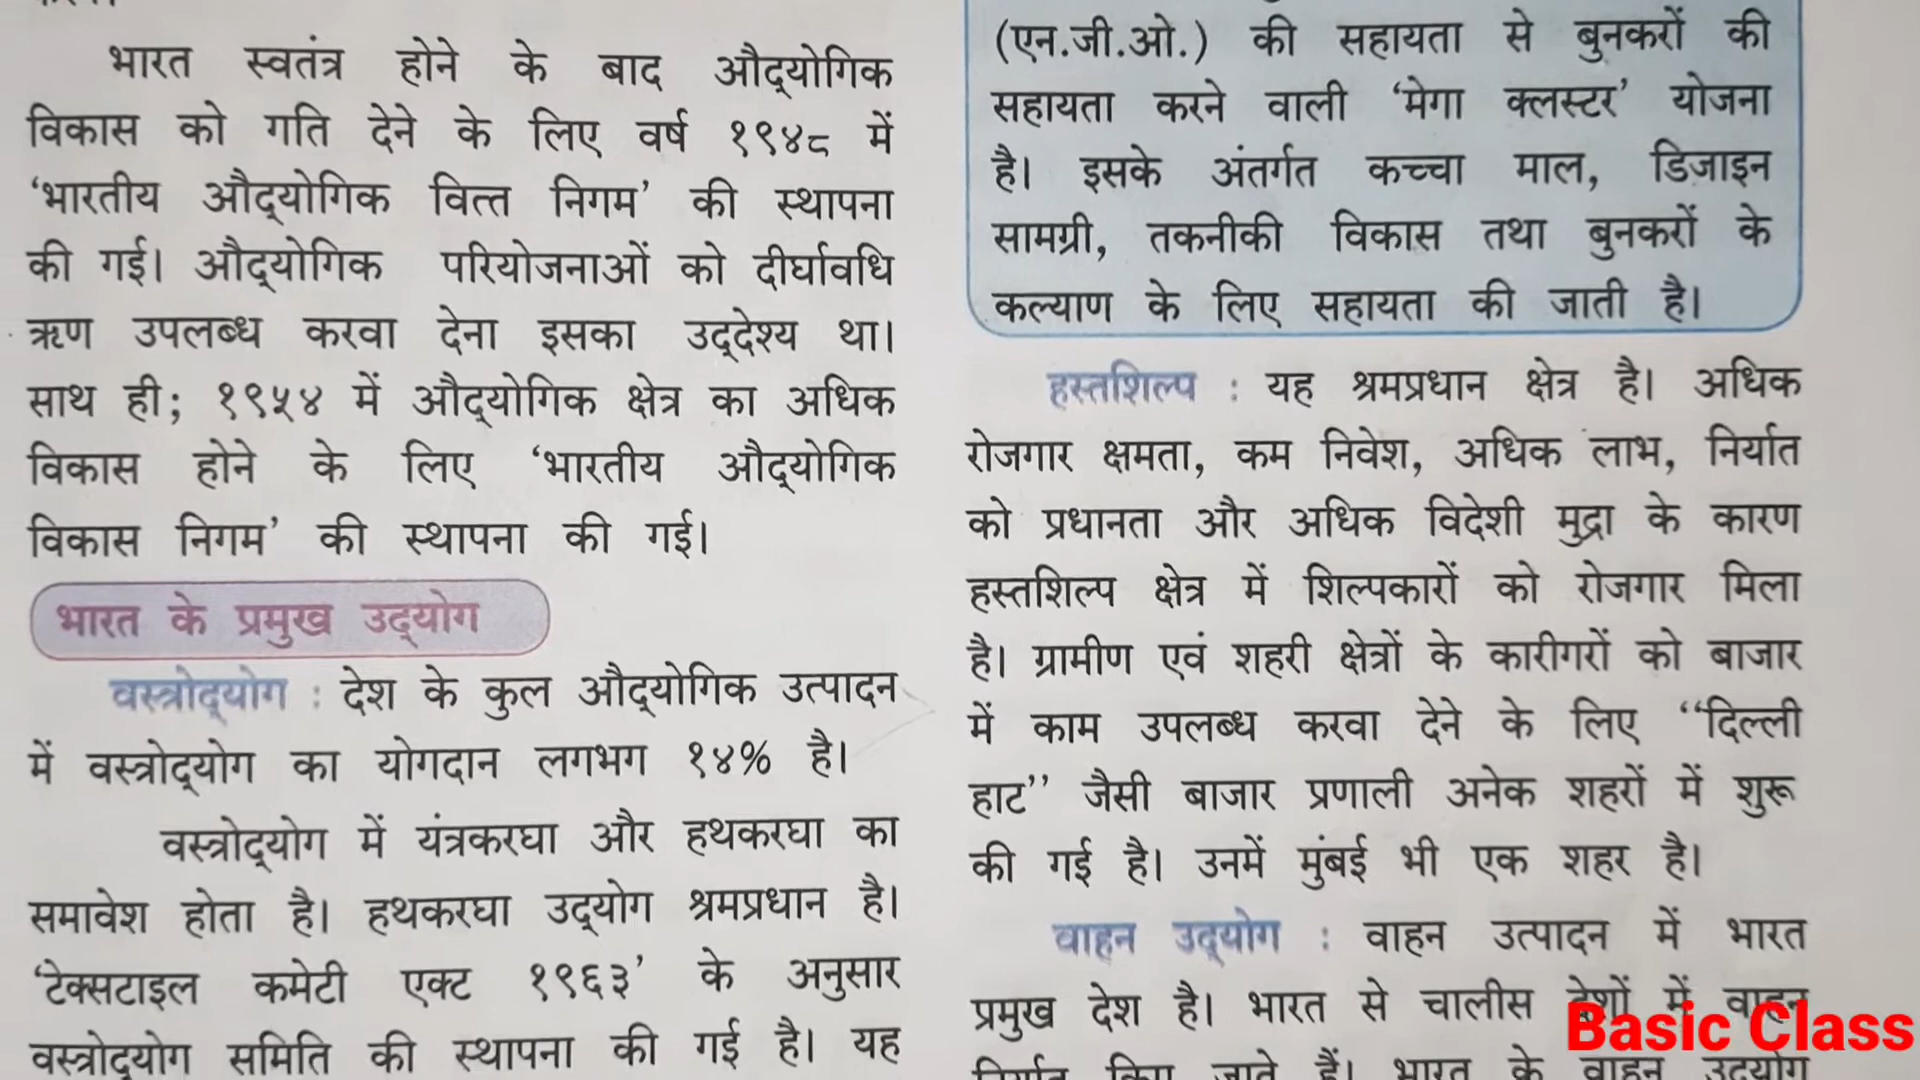 भारत स्वतंत्र होने के बाद औद्योगिक
विकास को गति देने के लिए वर्ष १९४८ में
‘भारतीय औद्योगिक वित्त निगम’ की स्थापना
की गई। औद्योगिक परियोजनाओं को दीर्घावधि
ऋण उपलब्ध करवा देना इसका उद्देश्य था।
साथ ही; १९५४ में औद्योगिक क्षेत्र का अधिक
विकास होने के लिए ‘भारतीय औद्योगिक
विकास निगम’ की स्थापना की गई।
भारत के प्रमुख उद्योग
वस्त्रोद्योग : देश के कुल औद्योगिक उत्पादन
में वस्त्रोद्योग का योगदान लगभग १४% है।
वस्त्रोद्योग में यंत्रकरघा और हथकरघा का
समावेश होता है। हथकरघा उद्योग श्रमप्रधान है।
‘टेक्सटाइल कमेटी एक्ट १९६३’ के अनुसार
वस्त्रोद्योग समिति की स्थापना की गई है। यह
(एन.जी.ओ.) की सहायता से बुनकरों की
सहायता करने वाली ‘मेगा क्लस्टर’ योजना
है। इसके अंतर्गत कच्चा माल, डिजाइन
सामग्री, तकनीकी विकास तथा बुनकरों के
कल्याण के लिए सहायता की जाती है।
हस्तशिल्प : यह श्रमप्रधान क्षेत्र है। अधिक
रोजगार क्षमता, कम निवेश, अधिक लाभ, निर्यात
को प्रधानता और अधिक विदेशी मुद्रा के कारण
हस्तशिल्प क्षेत्र में शिल्पकारों को रोजगार मिला
है। ग्रामीण एवं शहरी क्षेत्रों के कारीगरों को बाजार
में काम उपलब्ध करवा देने के लिए “दिल्ली
हाट” जैसी बाजार प्रणाली अनेक शहरों में शुरू
की गई है। उनमें मुंबई भी एक शहर है।
वाहन उद्योग : वाहन उत्पादन में भारत
प्रमुख देश है। भारत से चालीस देशों में वाहन
निर्यात किए जाते हैं। भारत के वाहन उद्योग
Basic Class